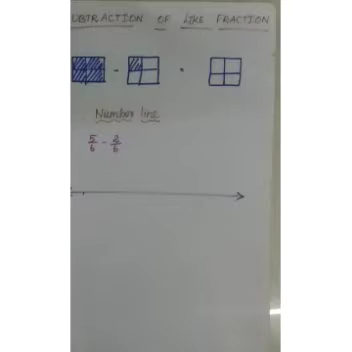 UBTRACTION OF LIKE FRACTION
- =
Number line
5/6 - 2/6